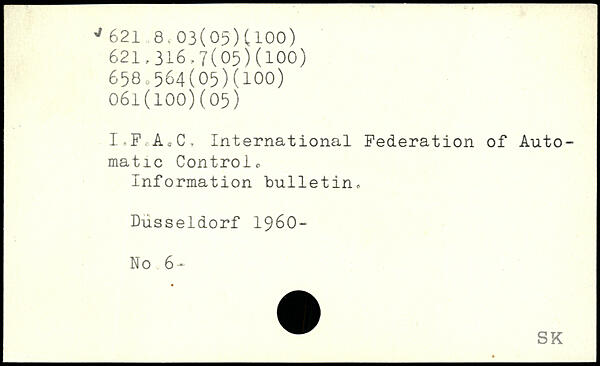 621.8.03(05)(100)
621.316.7(05)(100)
658.564(05)(100)
061(100)(05)
I.F.A.C. International Federation of Auto-
matic Control.
Information bulletin.
Düsseldorf 1960-
No 6-
SK